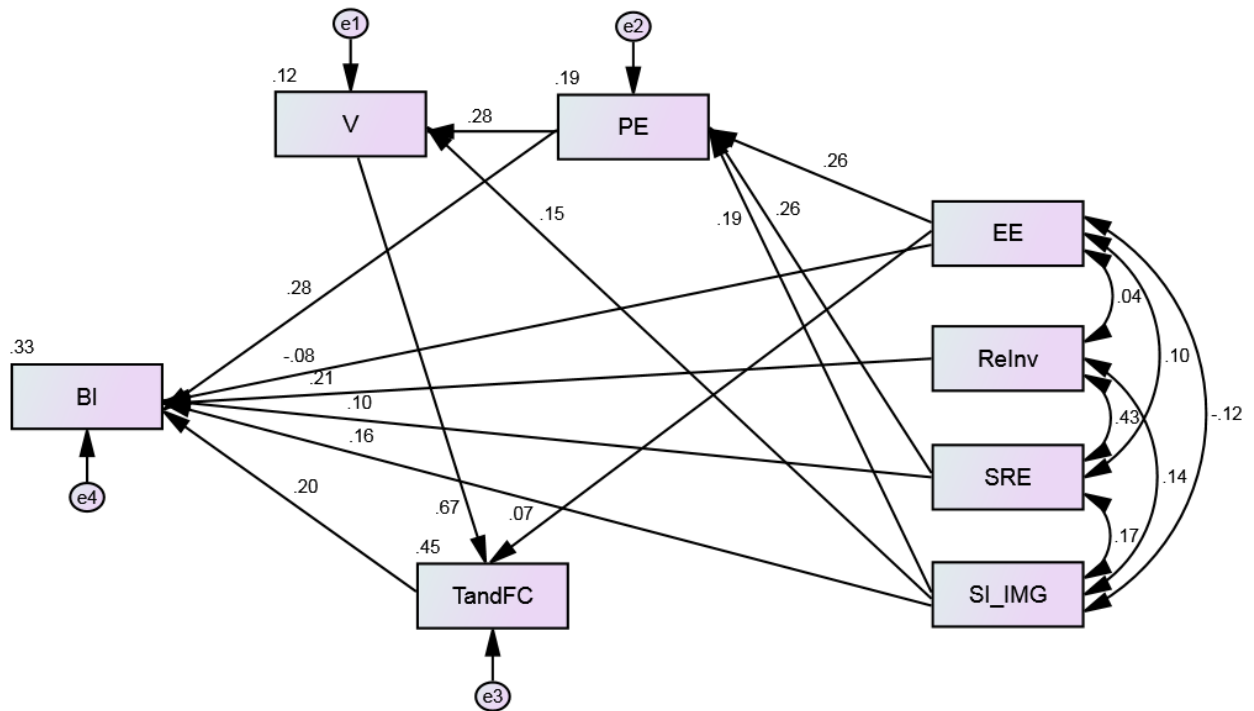 e1
e2
.12
.19
V
.28
PE
.26
.15
.19
.26
EE
.28
.04
.33
-.08
ReInv
.10
BI
.21
.10
-.12
.43
.16
SRE
.14
e4
.20
.67
.07
.17
.45
TandFC
SI_IMG
e3